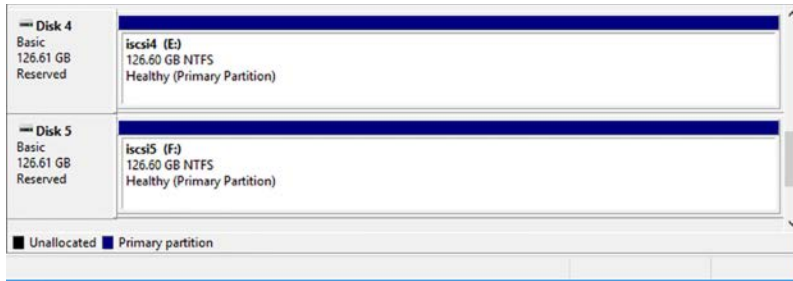 Disk 4
Basic
126.61 GB
Reserved
iscsi4 (E:)
126.60 GB NTFS
Healthy (Primary Partition)
Disk 5
Basic
126.61 GB
Reserved
iscsi5 (F:)
126.60 GB NTFS
Healthy (Primary Partition)
Unallocated Primary partition